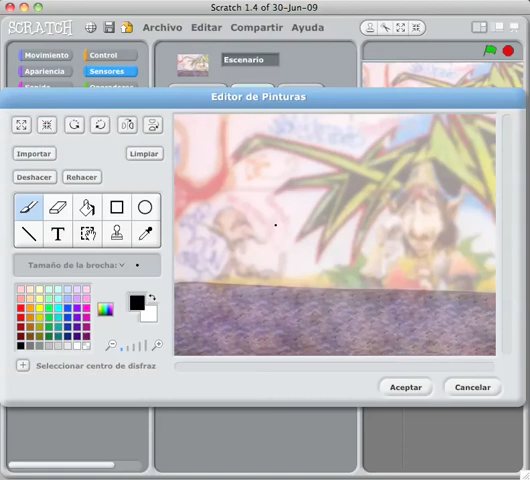 Scratch 1.4 of 30-Jun-09
SCRATCH Archivo Editar Compartir Ayuda
Movimiento Control Escenario
Apariencia Sensores
Editor de Pinturas
Importar Limpiar
Deshacer Rehacer
T
Tamaño de la brocha:
Seleccionar centro de disfraz
Aceptar Cancelar